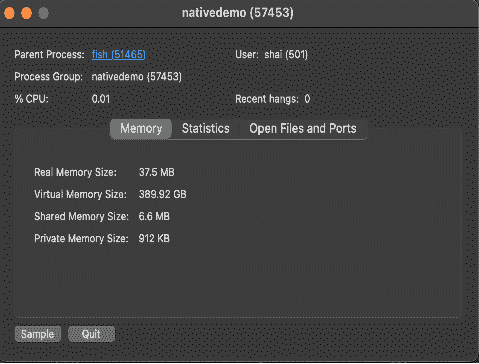 nativedemo (57453)
Parent Process: fish (51465) User: shai (501)
Process Group: nativedemo (57453)
% CPU: 0.01 Recent hangs: 0
Memory Statistics Open Files and Ports
Real Memory Size: 37.5 MB
Virtual Memory Size: 389.92 GB
Shared Memory Size: 6.6 MB
Private Memory Size: 912 KB
Sample Quit